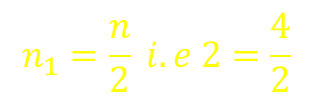 n₁ = n/2 i.e 2 = 4/2